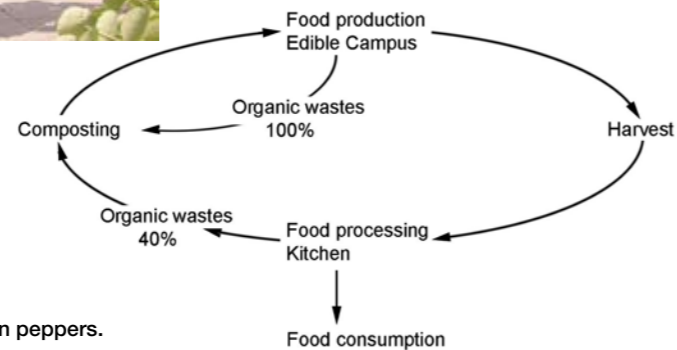 Food production
Edible Campus
Organic wastes
100%
Composting
Harvest
Organic wastes
40%
Food processing
Kitchen
peppers.
Food consumption